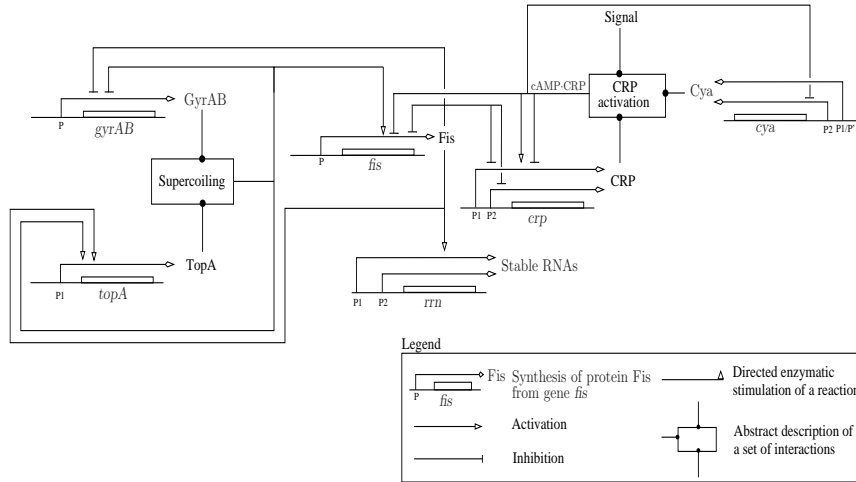 Signal
cAMP·CRP
CRP
activation
Cya
P
gyrAB
GyrAB
P
fis
Fis
cya
P2
P1/P'
Supercoiling
P1
P2
crp
CRP
P1
topA
TopA
P1
P2
rrn
Stable RNAs
Legend
P
fis
Fis
Synthesis of protein Fis
from gene fis
Activation
Inhibition
Directed enzymatic
stimulation of a reaction
Abstract description of
a set of interactions